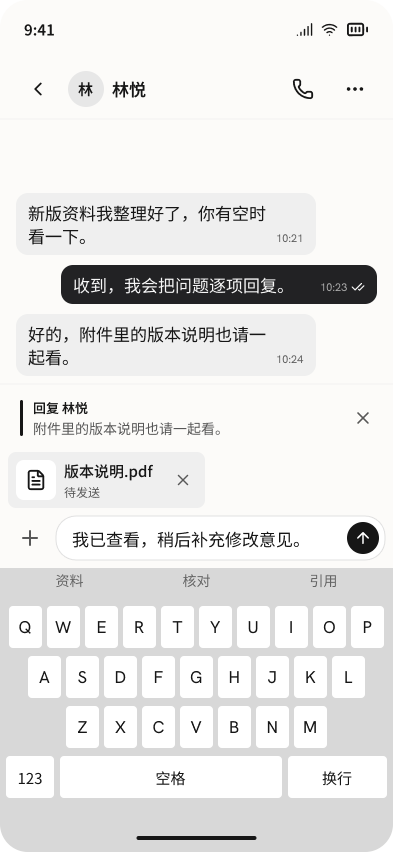 9:41
林 林悦
新版资料我整理好了，你有空时
看一下。 10:21
收到，我会把问题逐项回复。 10:23
好的，附件里的版本说明也请一
起看。 10:24
回复 林悦
附件里的版本说明也请一起看。
版本说明.pdf
待发送
我已查看，稍后补充修改意见。
资料 核对 引用
Q W E R T Y U I O P
A S D F G H J K L
Z X C V B N M
123 空格 换行